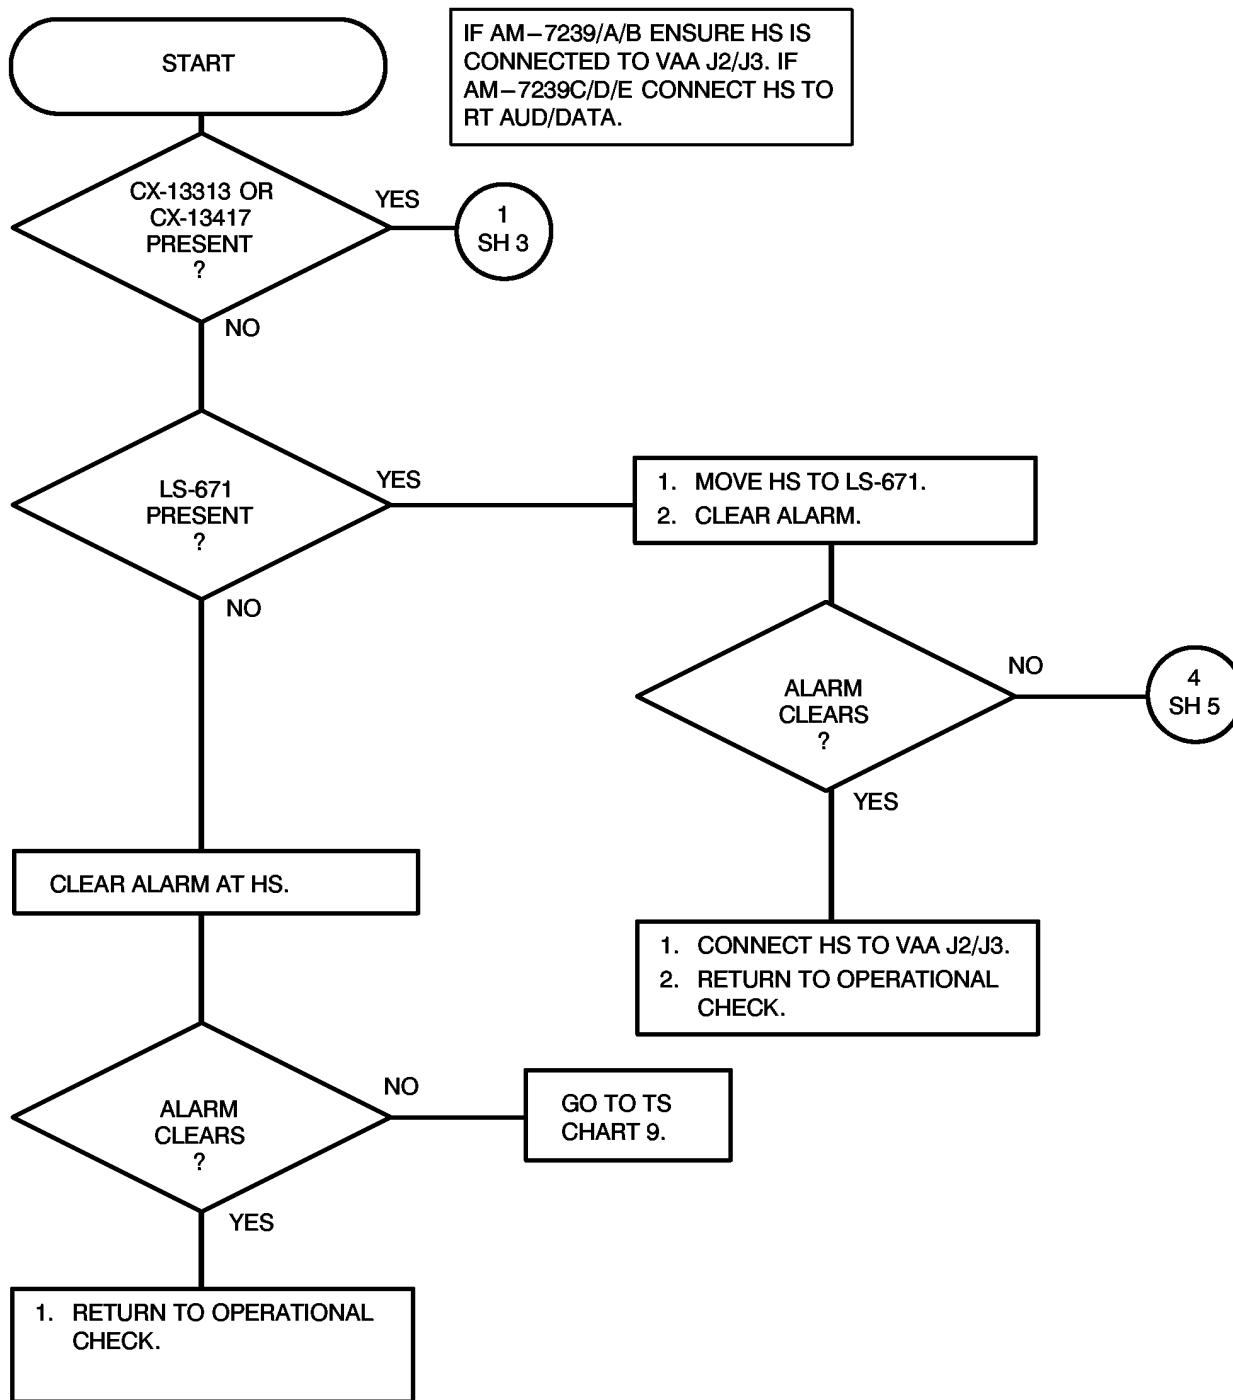 START
IF AM–7239/A/B ENSURE HS IS
CONNECTED TO VAA J2/J3. IF
AM–7239C/D/E CONNECT HS TO
RT AUD/DATA.
CX-13313 OR
CX-13417
PRESENT
?
YES
1
SH 3
NO
LS-671
PRESENT
?
YES
NO
1. MOVE HS TO LS-671.
2. CLEAR ALARM.
ALARM
CLEARS
?
NO
4
SH 5
YES
1. CONNECT HS TO VAA J2/J3.
2. RETURN TO OPERATIONAL
CHECK.
CLEAR ALARM AT HS.
ALARM
CLEARS
?
NO
GO TO TS
CHART 9.
YES
1. RETURN TO OPERATIONAL
CHECK.